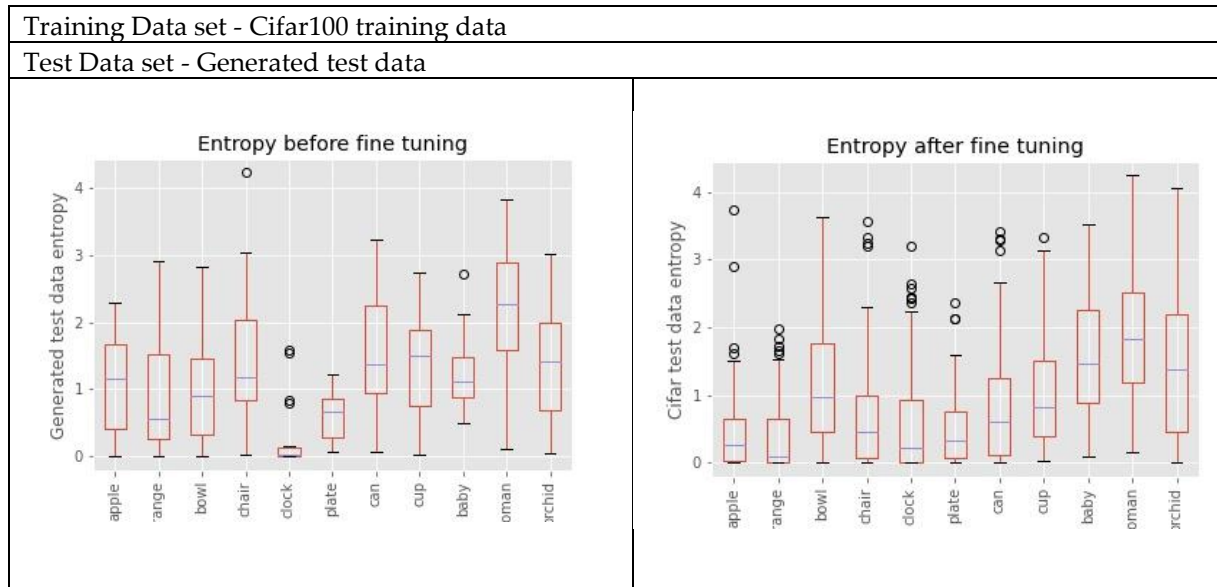 Training Data set - Cifar100 training data
Test Data set - Generated test data
Entropy before fine tuning
Generated test data entropy
4
3
2
1
0
apple
range
bowl
chair
clock
plate
can
cup
baby
oman
orchid
Entropy after fine tuning
Cifar test data entropy
4
3
2
1
0
apple
range
bowl
chair
clock
plate
can
cup
baby
oman
rchid